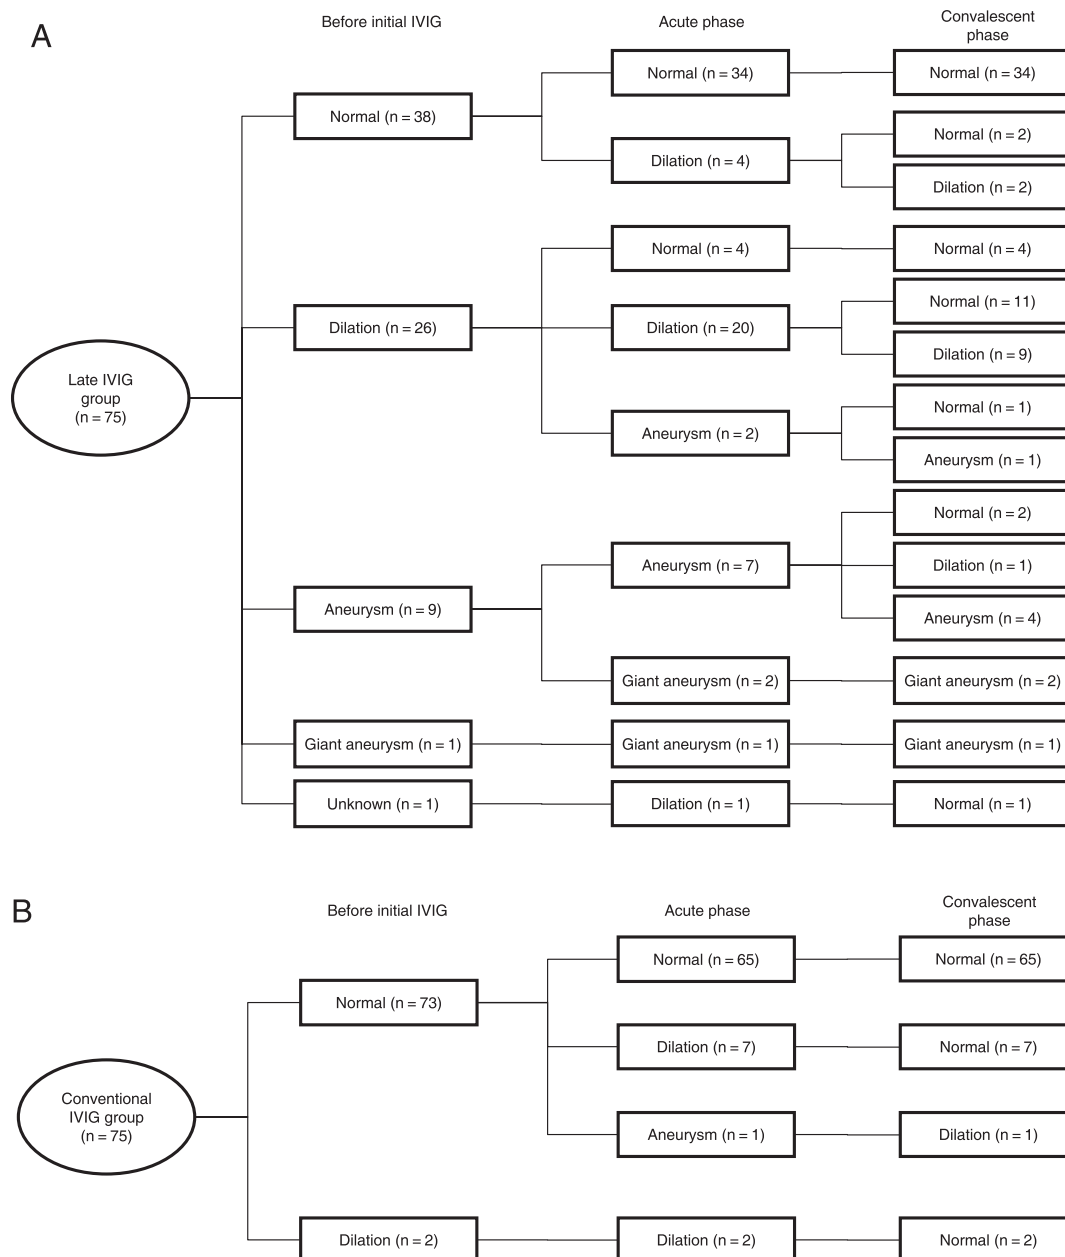 A
Before initial IVIG
Acute phase
Convalescent
phase
Normal (n = 38)
Normal (n = 34)
Normal (n = 34)
Dilation (n = 4)
Normal (n = 2)
Dilation (n = 2)
Dilation (n = 26)
Normal (n = 4)
Normal (n = 4)
Dilation (n = 20)
Normal (n = 11)
Dilation (n = 9)
Aneurysm (n = 2)
Normal (n = 1)
Aneurysm (n = 1)
Late IVIG
group
(n = 75)
Aneurysm (n = 9)
Aneurysm (n = 7)
Normal (n = 2)
Dilation (n = 1)
Aneurysm (n = 4)
Giant aneurysm (n = 2)
Giant aneurysm (n = 2)
Giant aneurysm (n = 1)
Giant aneurysm (n = 1)
Giant aneurysm (n = 1)
Unknown (n = 1)
Dilation (n = 1)
Normal (n = 1)
B
Before initial IVIG
Acute phase
Convalescent
phase
Normal (n = 73)
Normal (n = 65)
Normal (n = 65)
Dilation (n = 7)
Normal (n = 7)
Aneurysm (n = 1)
Dilation (n = 1)
Conventional
IVIG group
(n = 75)
Dilation (n = 2)
Dilation (n = 2)
Normal (n = 2)